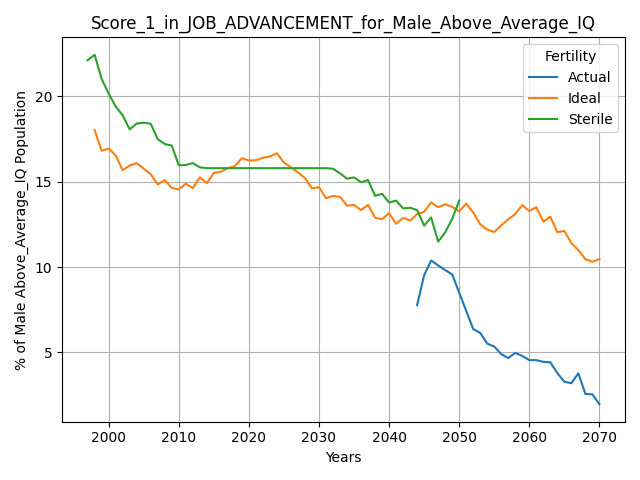 Score_1_in_JOB_ADVANCEMENT_for_Male_Above_Average_IQ
% of Male Above_Average_IQ Population
20
15
10
5
Fertility
Actual
Ideal
Sterile
2000 2010 2020 2030 2040 2050 2060 2070
Years